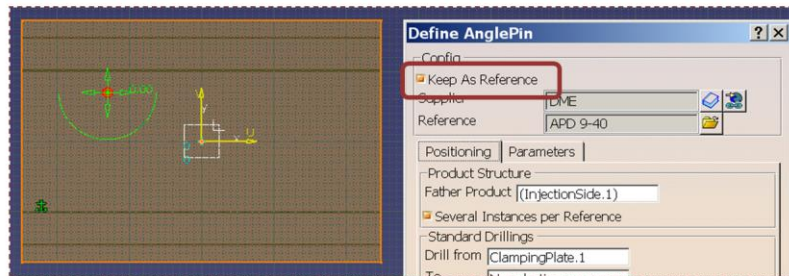 Define AnglePin
? ×
Config
Keep As Reference
Supplier DME
Reference APD 9-40
Positioning Parameters
Product Structure
Father Product (InjectionSide.1)
Several Instances per Reference
Standard Drillings
Drill from ClampingPlate.1
To
V
y
x U